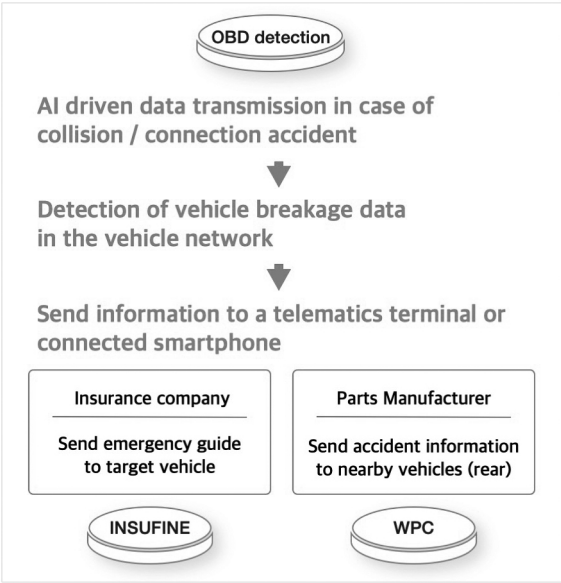 OBD detection
AI driven data transmission in case of
collision / connection accident
Detection of vehicle breakage data
in the vehicle network
Send information to a telematics terminal or
connected smartphone
Insurance company
Send emergency guide
to target vehicle
INSUFINE
Parts Manufacturer
Send accident information
to nearby vehicles (rear)
WPC